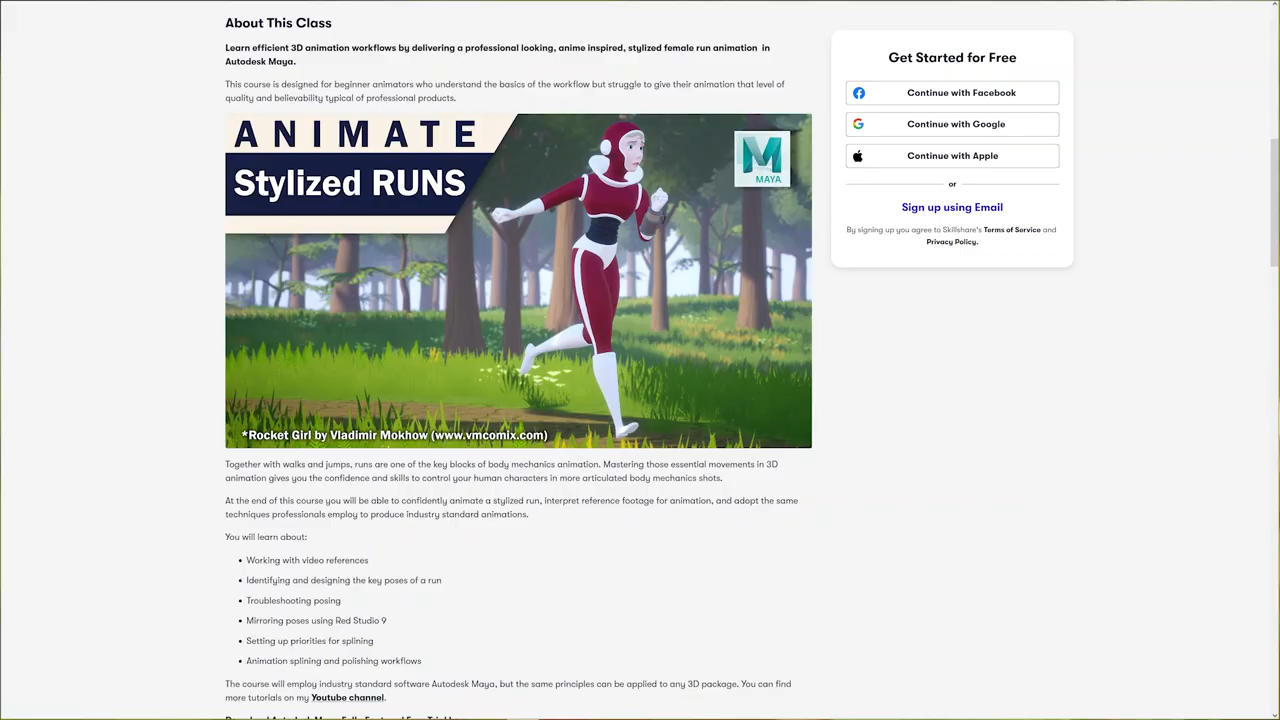 About This Class
Learn efficient 3D animation workflows by delivering a professional looking, anime inspired, stylized female run animation in
Autodesk Maya.
This course is designed for beginner animators who understand the basics of the workflow but struggle to give their animation that level of
quality and believability typical of professional products.
ANIMATE
Stylized RUNS
MAYA
*Rocket Girl by Vladimir Mokhow (www.vmcomix.com)
Together with walks and jumps, runs are one of the key blocks of body mechanics animation. Mastering those essential movements in 3D
animation gives you the confidence and skills to control your human characters in more articulated body mechanics shots.
At the end of this course you will be able to confidently animate a stylized run, interpret reference footage for animation, and adopt the same
techniques professionals employ to produce industry standard animations.
You will learn about:
• Working with video references
• Identifying and designing the key poses of a run
• Troubleshooting posing
• Mirroring poses using Red Studio 9
• Setting up priorities for splining
• Animation splining and polishing workflows
The course will employ industry standard software Autodesk Maya, but the same principles can be applied to any 3D package. You can find
more tutorials on my Youtube channel.
Get Started for Free
Continue with Facebook
Continue with Google
Continue with Apple
or
Sign up using Email
By signing up you agree to Skillshare's Terms of Service and
Privacy Policy.